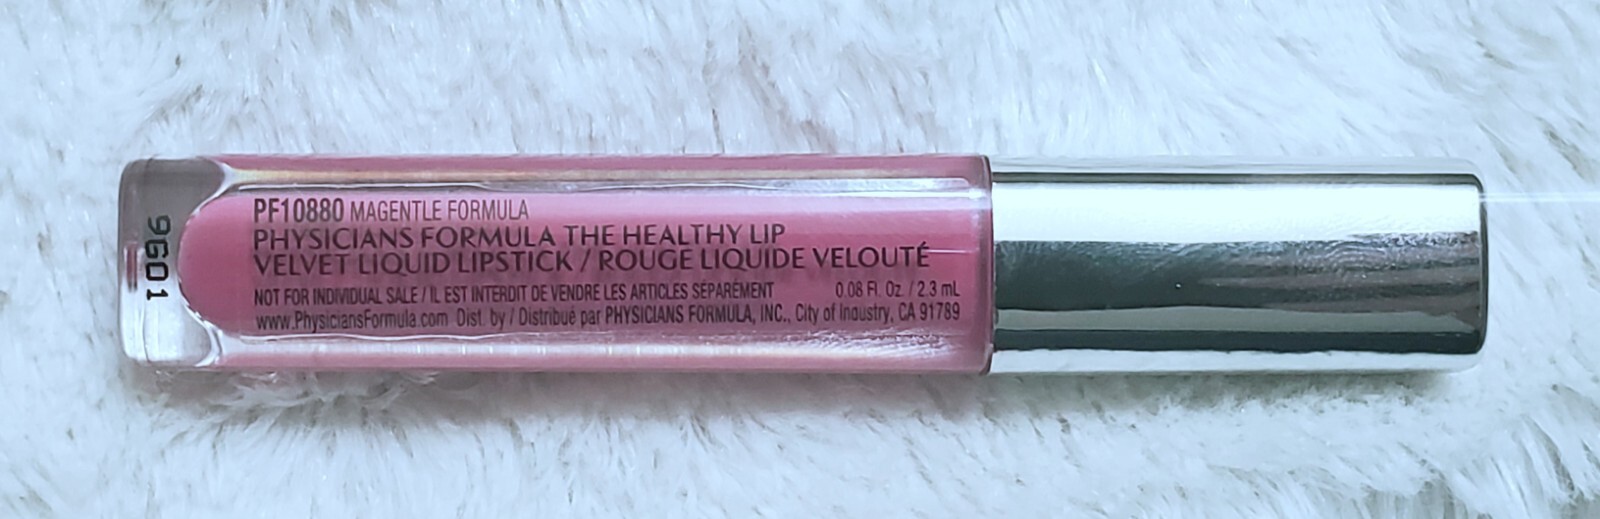 PF10880 MAGENTLE FORMULA
PHYSICIANS FORMULA THE HEALTHY LIP
VELVET LIQUID LIPSTICK / ROUGE LIQUIDE VELOUTÉ
NOT FOR INDIVIDUAL SALE / IL EST INTERDIT DE VENDRE LES ARTICLES SÉPARÉMENT 0.08 Fl. Oz. / 2.3 mL
www.PhysiciansFormula.com Dist. by / Distribué par PHYSICIANS FORMULA, INC., City of Industry, CA 91789
9601